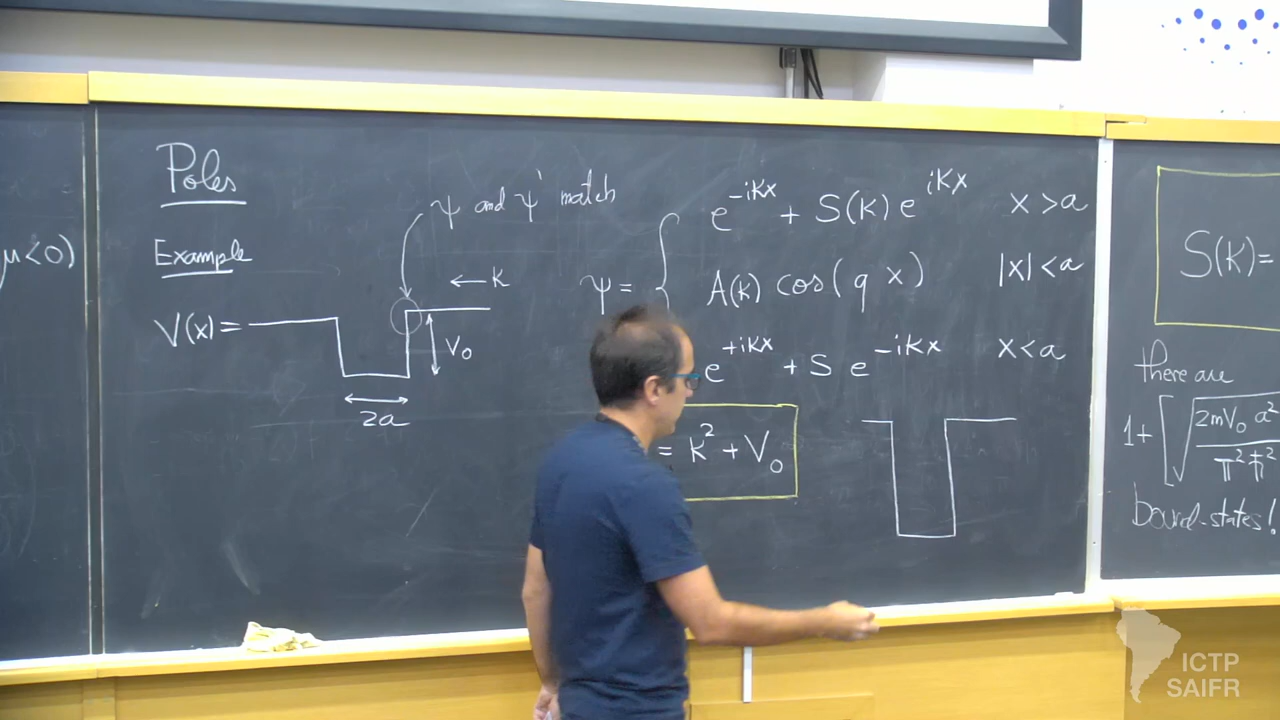 μ<0)
Poles
Example
ψ and ψ' match
← K
V(x)=
V₀
2a
ψ=
e^{-iKx} + S(K) e^{iKx} x>a
A(K) cos(q x) |x|<a
e^{+iKx} + S e^{-iKx} x<a
= K² + V₀
S(K)=
there are
1+[√(2mV₀a²/π²ħ²)
bound-states!
ICTP
SAIFR